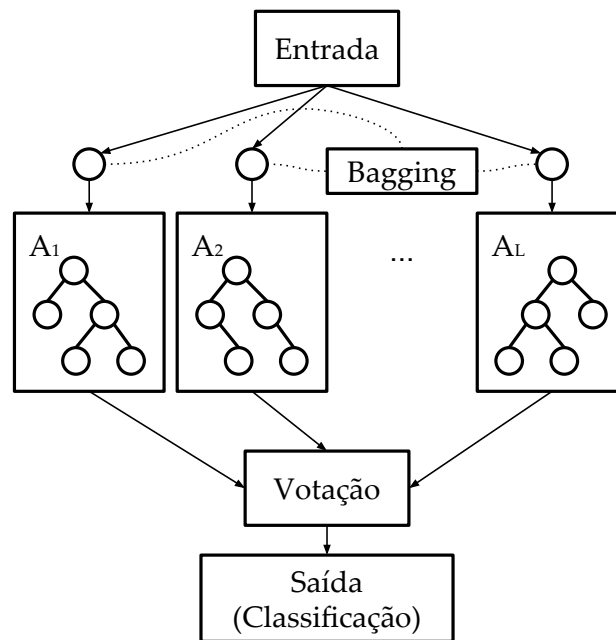 Entrada
Bagging
A1
A2
...
AL
Votação
Saída
(Classificação)